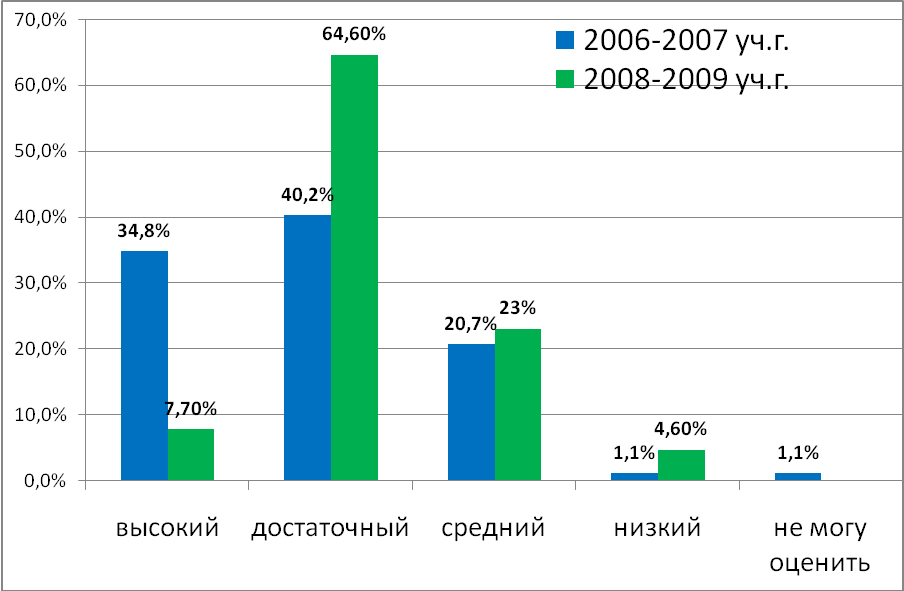 70,0%
60,0%
50,0%
40,0%
30,0%
20,0%
10,0%
0,0%
34,8%
7,70%
40,2%
64,60%
20,7%
23%
1,1%
4,60%
1,1%
2006-2007 уч.г.
2008-2009 уч.г.
высокий
достаточный
средний
низкий
не могу
оценить